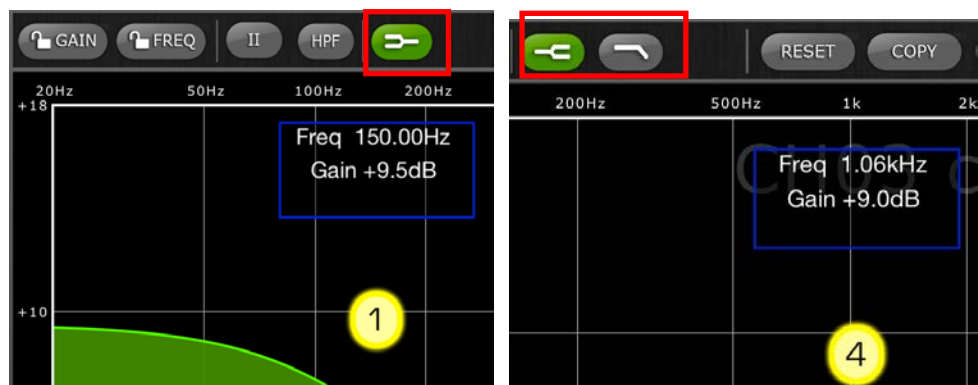 GAIN FREQ II HPF
20Hz 50Hz 100Hz 200Hz
+18
Freq 150.00Hz
Gain +9.5dB
+10
1
RESET COPY
200Hz 500Hz 1k 2k
CH03
Freq 1.06kHz
Gain +9.0dB
4